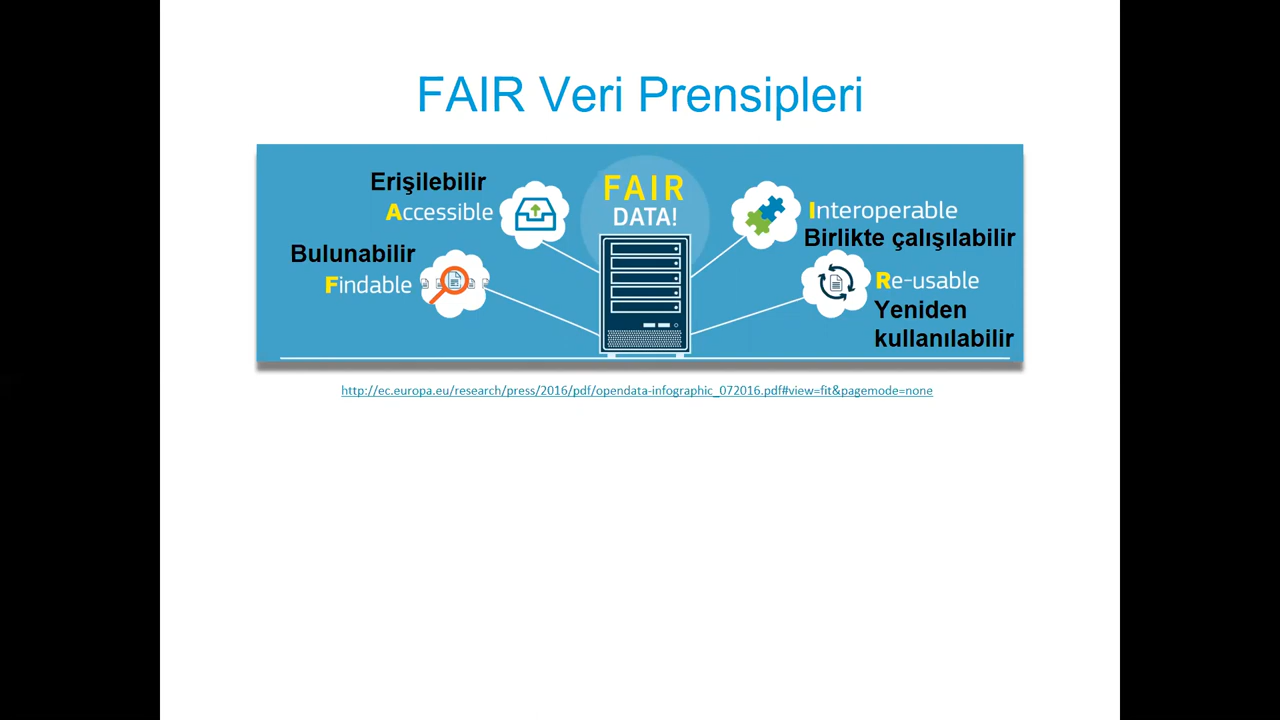 FAIR Veri Prensipleri
Erişilebilir
Accessible
Bulunabilir
Findable
FAIR
DATA!
Interoperable
Birlikte çalışılabilir
Re-usable
Yeniden
kullanılabilir
http://ec.europa.eu/research/press/2016/pdf/opendata-infographic_072016.pdf#view=fit&pagemode=none